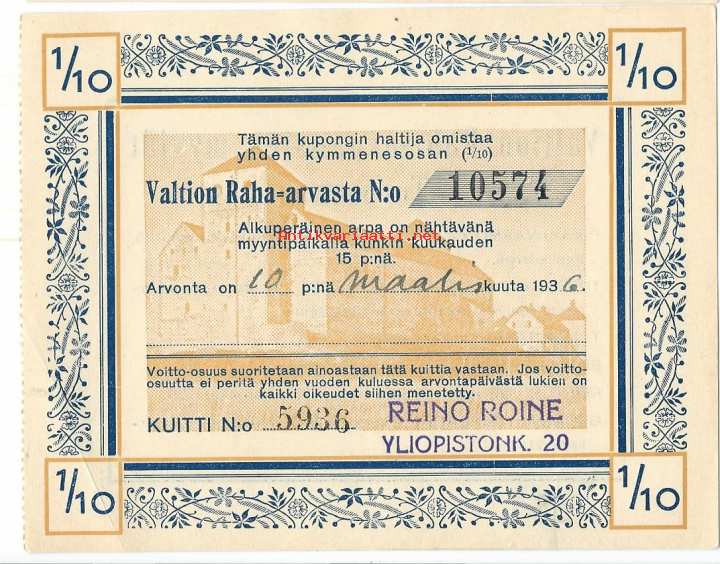 1/10 1/10
Tämän kupongin haltija omistaa
yhden kymmenesosan (1/10)
Valtion Raha=arvasta N:o 10574
Alkuperäinen arpa on nähtävänä
Antikvariaatti.net
myyntipaikalla kunkin kuukauden
15 p:nä.
Arvonta on 10 p:nä maalis kuuta 1936.
Voitto-osuus suoritetaan ainoastaan tätä kuittia vastaan. Jos voitto-
osuutta ei peritä yhden vuoden kuluessa arvontapäivästä lukien on
kaikki oikeudet siihen menetetty.
KUITTI N:o 5936
REINO ROINE
YLIOPISTONK. 20
1/10 1/10